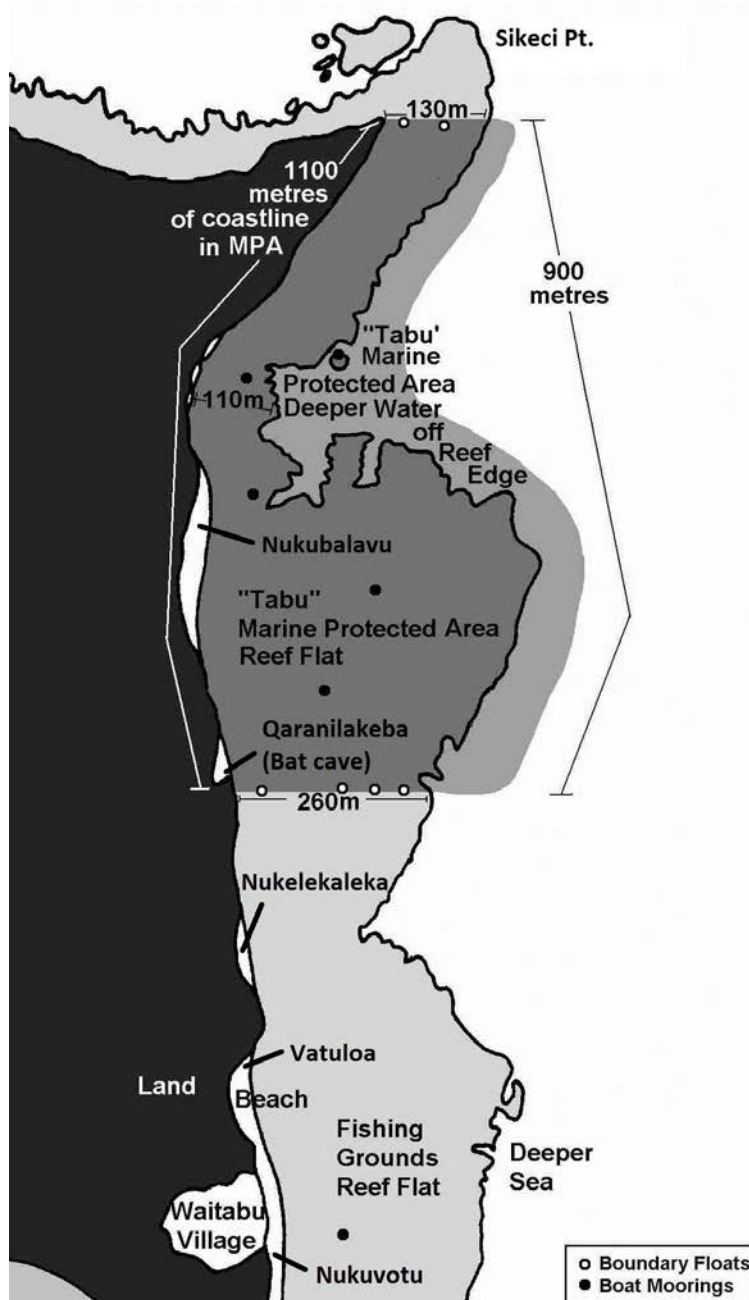 Sikeci Pt.
130m
1100
metres
of coastline
in MPA
900
metres
"Tabu'
Marine
Protected Area
Deeper Water
off
Reef
Edge
110m
Nukubalavu
"Tabu"
Marine Protected Area
Reef Flat
Qaranilakeba
(Bat cave)
260m
Nukelekaleka
Vatuloa
Land
Beach
Fishing
Grounds
Reef Flat
Deeper
Sea
Waitabu
Village
Nukuvotu
Boundary Floats
Boat Moorings